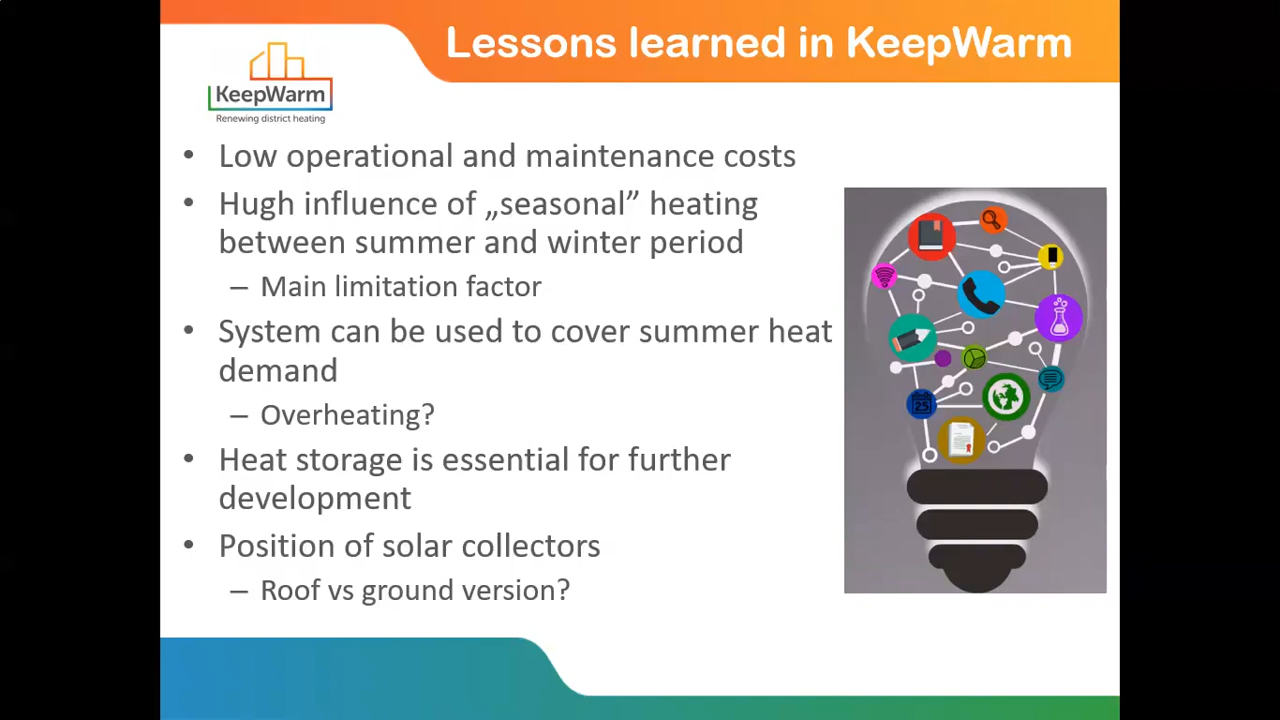 Lessons learned in KeepWarm
KeepWarm
Renewing district heating
• Low operational and maintenance costs
• Hugh influence of „seasonal” heating
between summer and winter period
– Main limitation factor
• System can be used to cover summer heat
demand
– Overheating?
• Heat storage is essential for further
development
• Position of solar collectors
– Roof vs ground version?
25